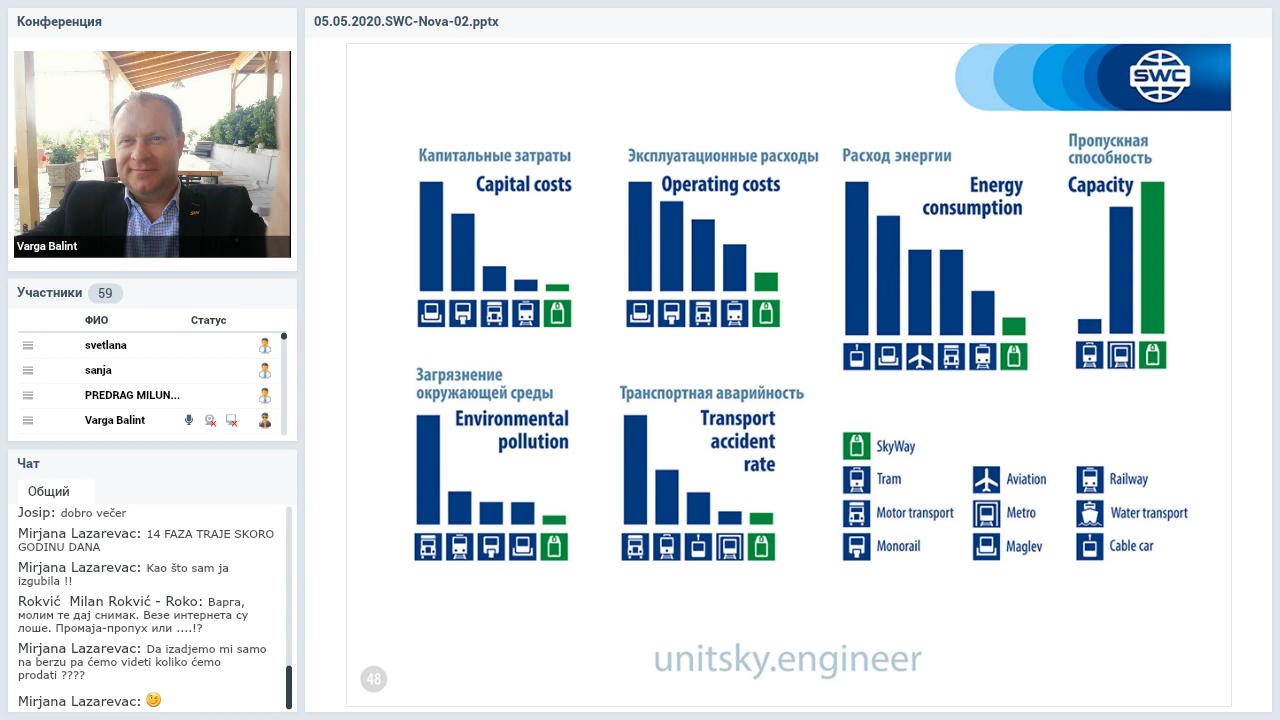 Конференция
Varga Balint
Участники 59
ФИО Статус
svetlana
sanja
PREDRAG MILUN...
Varga Balint
Чат
Общий
Josip: dobro večer
Mirjana Lazarevac: 14 FAZA TRAJE SKORO
GODINU DANA
Mirjana Lazarevac: Kao što sam ja
izgubila !!
Rokvić Milan Rokvić - Roko: Варга,
молим те дај снимак. Везе интернета су
лоше. Промаја-пропух или ....!?
Mirjana Lazarevac: Da izadjemo mi samo
na berzu pa ćemo videti koliko ćemo
prodati ????
Mirjana Lazarevac:
05.05.2020.SWC-Nova-02.pptx
SWC
Капитальные затраты
Capital costs
Эксплуатационные расходы
Operating costs
Расход энергии
Energy
consumption
Пропускная
способность
Capacity
Загрязнение
окружающей среды
Environmental
pollution
Транспортная аварийность
Transport
accident
rate
SkyWay
Tram
Aviation
Railway
Motor transport
Metro
Water transport
Monorail
Maglev
Cable car
unitsky.engineer
48